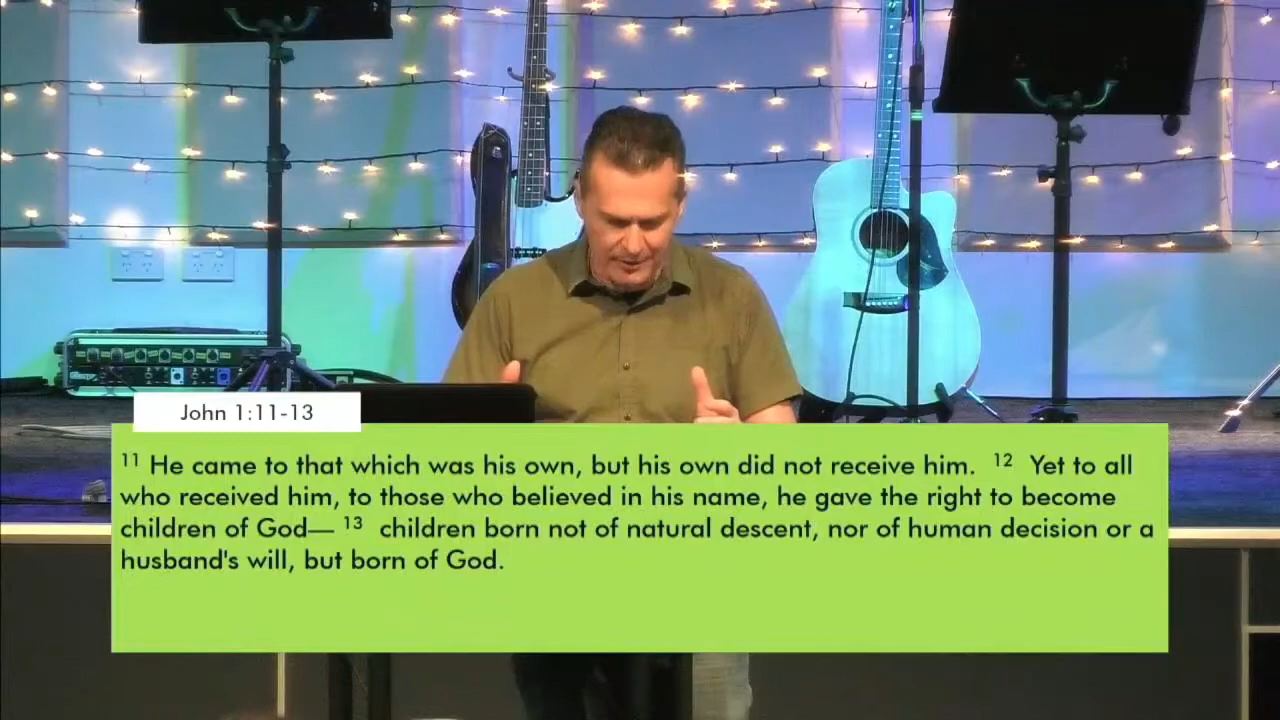 John 1:11-13
¹¹ He came to that which was his own, but his own did not receive him. ¹² Yet to all
who received him, to those who believed in his name, he gave the right to become
children of God— ¹³ children born not of natural descent, nor of human decision or a
husband's will, but born of God.